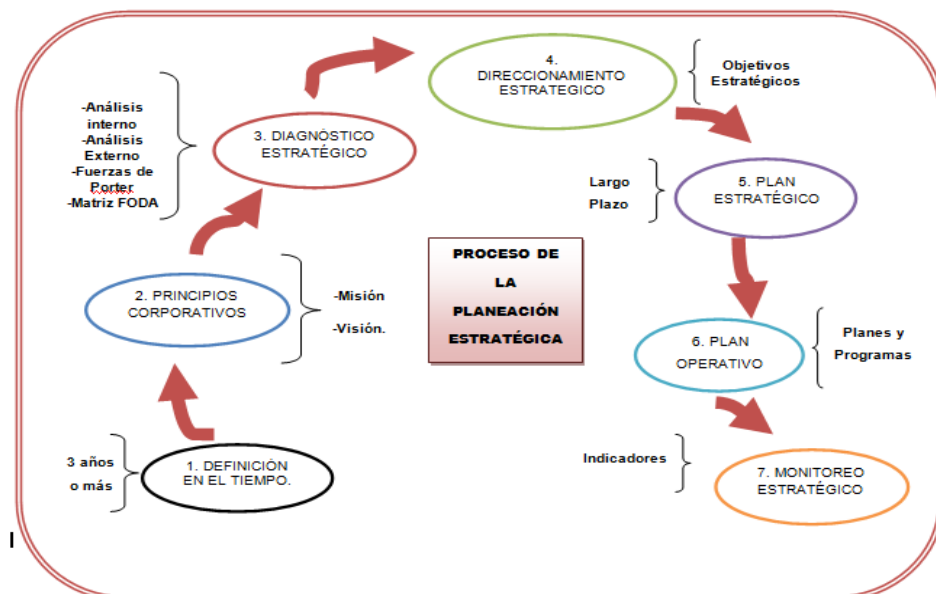 PROCESO DE
LA
PLANEACIÓN
ESTRATÉGICA
3 años
o más
1. DEFINICIÓN
EN EL TIEMPO.
2. PRINCIPIOS
CORPORATIVOS
-Misión
-Visión.
-Análisis
interno
-Análisis
Externo
-Fuerzas de
Porter
-Matriz FODA
3. DIAGNÓSTICO
ESTRATÉGICO
4.
DIRECCIONAMIENTO
ESTRATEGICO
Objetivos
Estratégicos
Largo
Plazo
5. PLAN
ESTRATÉGICO
6. PLAN
OPERATIVO
Planes y
Programas
Indicadores
7. MONITOREO
ESTRATÉGICO
I